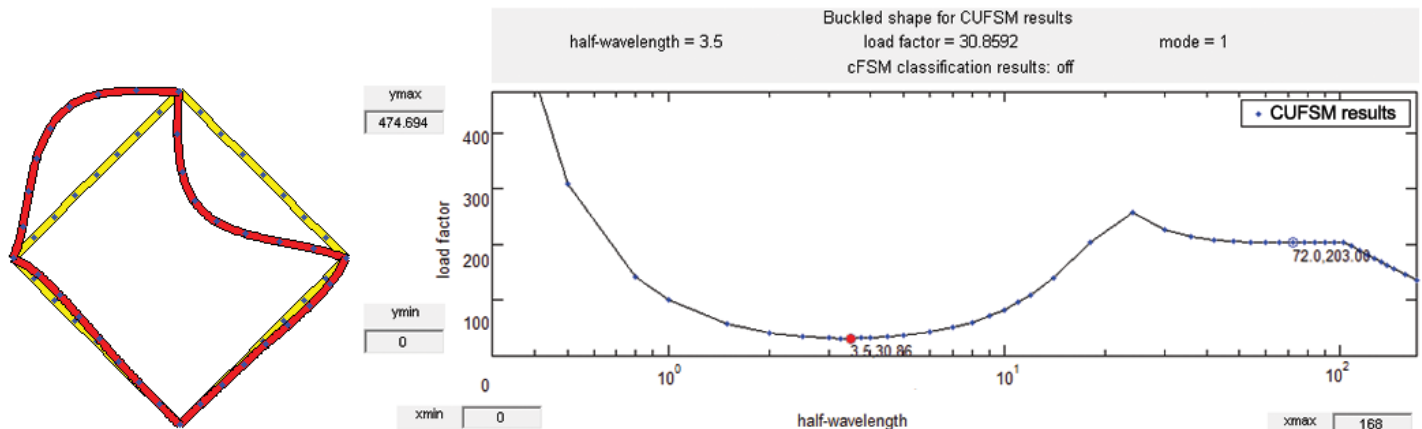 Buckled shape for CUFSM results
half-wavelength = 3.5 load factor = 30.8592 mode = 1
cFSM classification results: off
ymax
474.694
ymin
0
load factor
400
300
200
100
0
CUFSM results
72.0,203.00
3.5,30.86
10^0 10^1 10^2
xmin 0
half-wavelength
xmax 168